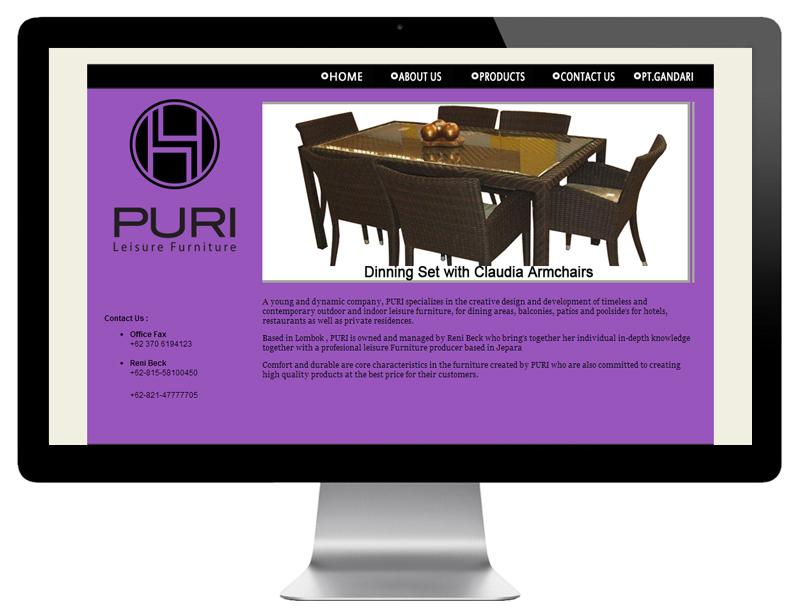 HOME ABOUT US PRODUCTS CONTACT US PT.GANDARI
PURI
Leisure Furniture
Dinning Set with Claudia Armchairs
Contact Us :
Office Fax
+62 370 6194123
Reni Beck
+62-815-58100450
+62-821-47777705
A young and dynamic company, PURI specializes in the creative design and development of timeless and
contemporary outdoor and indoor leisure furniture, for dining areas, balconies, patios and poolside's for hotels,
restaurants as well as private residences.
Based in Lombok , PURI is owned and managed by Reni Beck who bring's together her individual in-depth knowledge
together with a profesional leisure Furniture producer based in Jepara
Comfort and durable are core characteristics in the furniture created by PURI who are also committed to creating
high quality products at the best price for their customers.